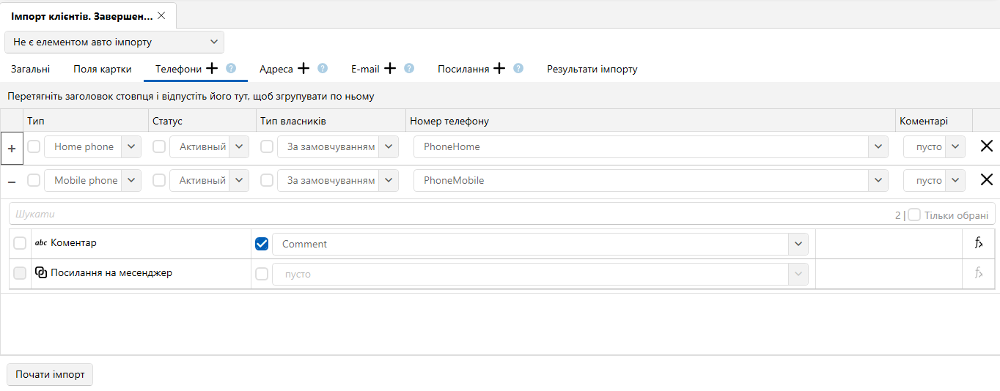 Імпорт клієнтів. Завершен...
Не є елементом авто імпорту
Загальні Поля картки Телефони Адреса E-mail Посилання Результати імпорту
Перетягніть заголовок стовпця і відпустіть його тут, щоб згрупувати по ньому
Тип Статус Тип власників Номер телефону Коментарі
Home phone Активный За замовчуванням PhoneHome пусто
Mobile phone Активный За замовчуванням PhoneMobile пусто
Шукати 2 | Тільки обрані
abc Коментар Comment fx
Посилання на месенджер пусто fx
Почати імпорт